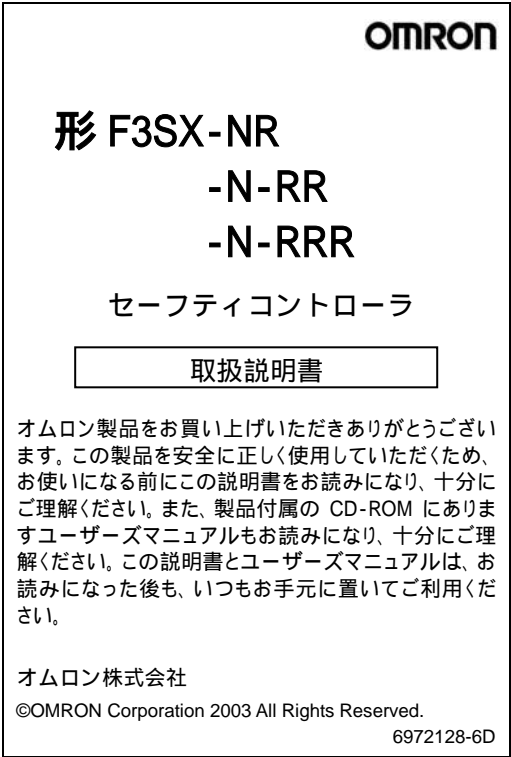 OMRON
形 F3SX-NR
-N-RR
-N-RRR
セーフティコントローラ
取扱説明書
オムロン製品をお買い上げいただきありがとうござい
ます。この製品を安全に正しく使用していただくため、
お使いになる前にこの説明書をお読みになり、十分に
ご理解ください。また、製品付属の CD-ROM にありま
すユーザーズマニュアルもお読みになり、十分にご理
解ください。この説明書とユーザーズマニュアルは、お
読みになった後も、いつもお手元に置いてご利用くだ
さい。
オムロン株式会社
©OMRON Corporation 2003 All Rights Reserved.
6972128-6D